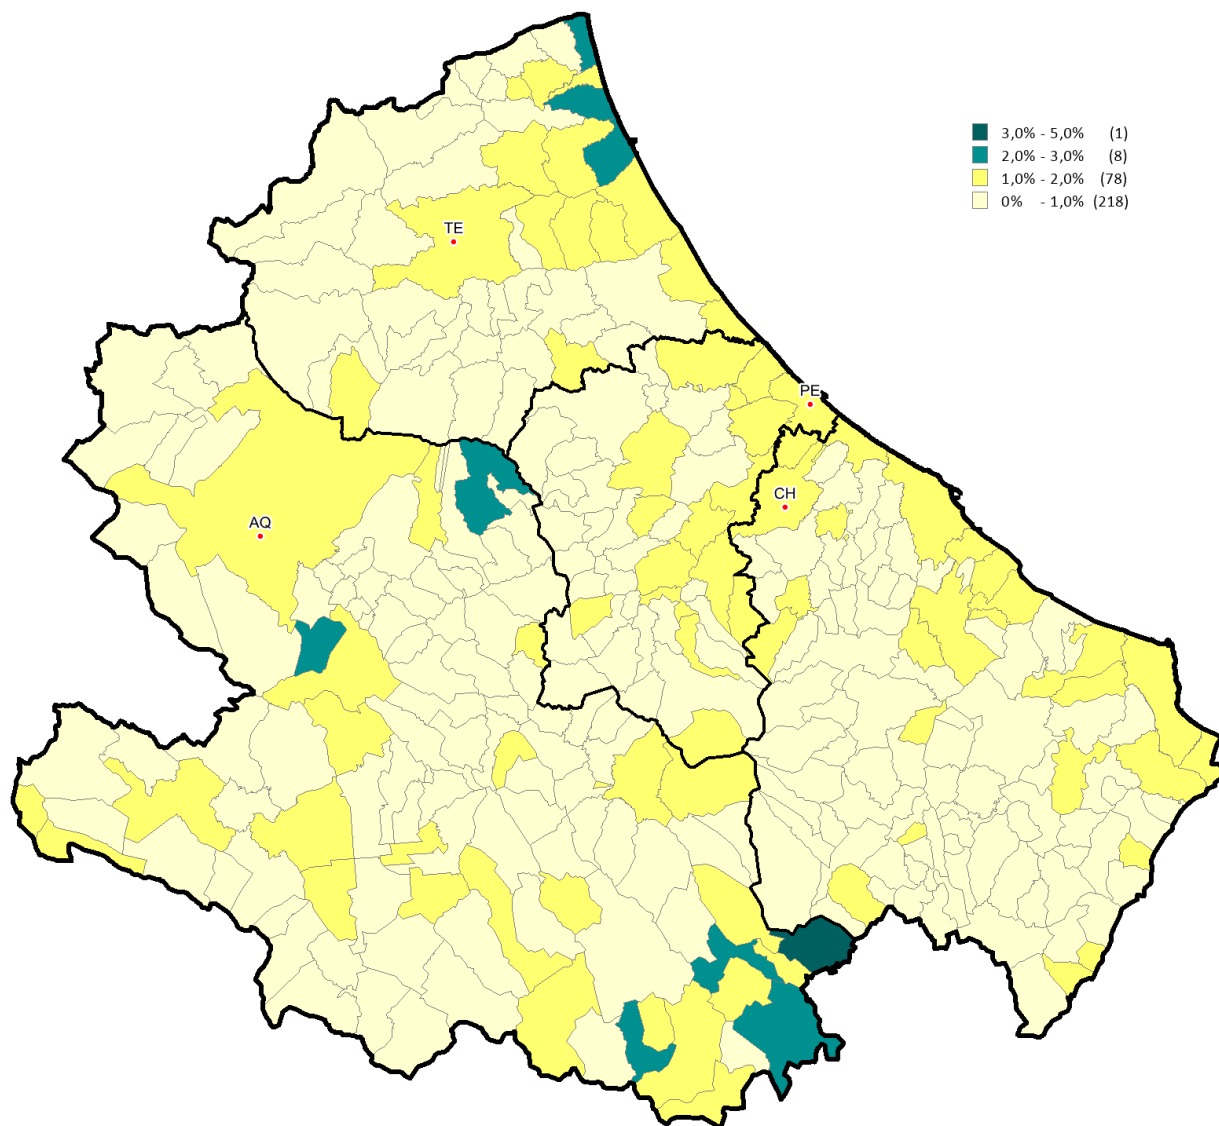 3,0% - 5,0% (1)
2,0% - 3,0% (8)
1,0% - 2,0% (78)
0% - 1,0% (218)
TE
PE
CH
AQ